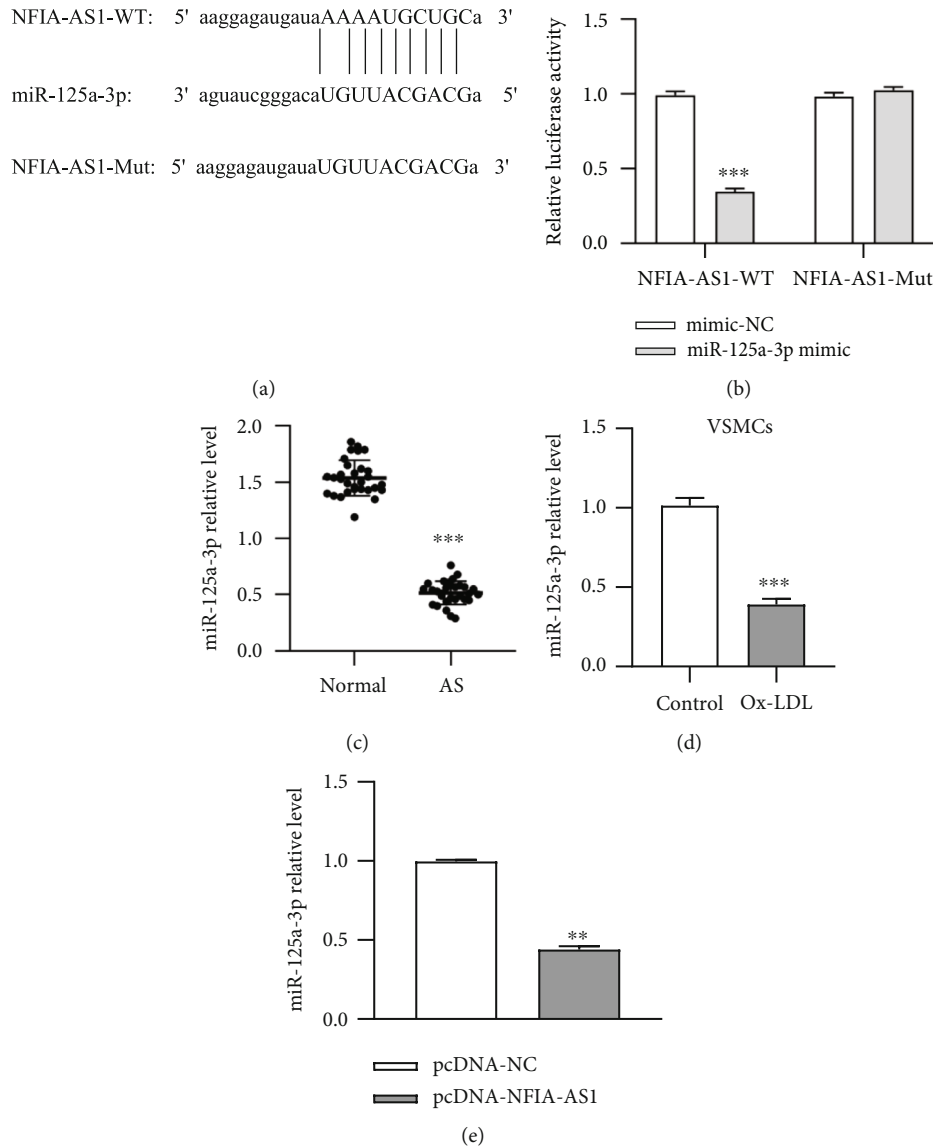 NFIA-AS1-WT: 5' aaggagaugauaAAAAUGCUGCa 3'
miR-125a-3p: 3' aguaucgggacaUGUUACGACGa 5'
NFIA-AS1-Mut: 5' aaggagaugauaUGUUACGACGa 3'
(a)
Relative luciferase activity
1.5
1.0
0.5
0.0
***
NFIA-AS1-WT NFIA-AS1-Mut
mimic-NC
miR-125a-3p mimic
(b)
miR-125a-3p relative level
2.0
1.5
1.0
0.5
0.0
***
Normal AS
(c)
VSMCs
miR-125a-3p relative level
1.5
1.0
0.5
0.0
***
Control Ox-LDL
(d)
miR-125a-3p relative level
1.5
1.0
0.5
0.0
**
pcDNA-NC
pcDNA-NFIA-AS1
(e)